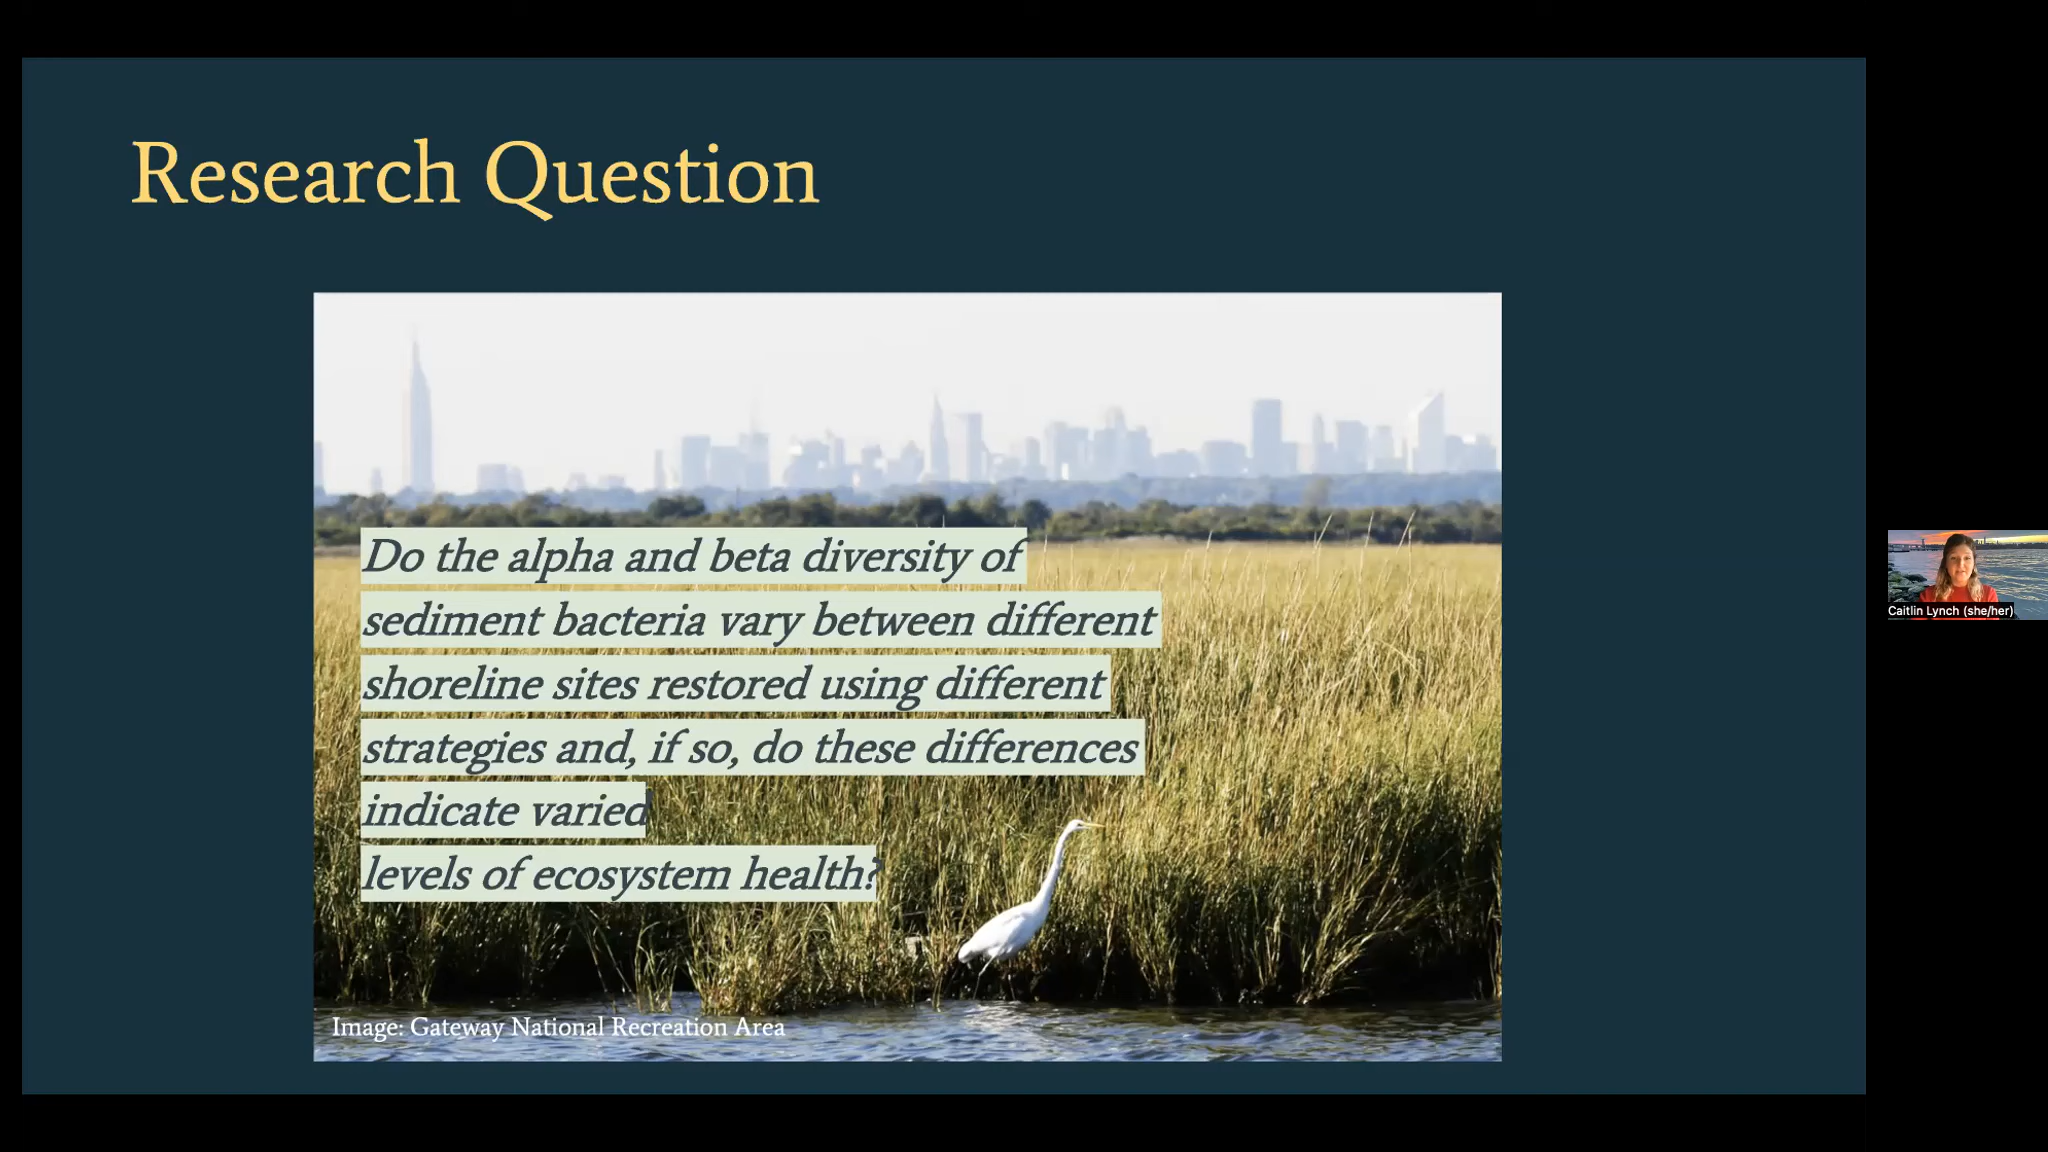 Research Question
Do the alpha and beta diversity of
sediment bacteria vary between different
shoreline sites restored using different
strategies and, if so, do these differences
indicate varied
levels of ecosystem health?
Image: Gateway National Recreation Area
Caitlin Lynch (she/her)